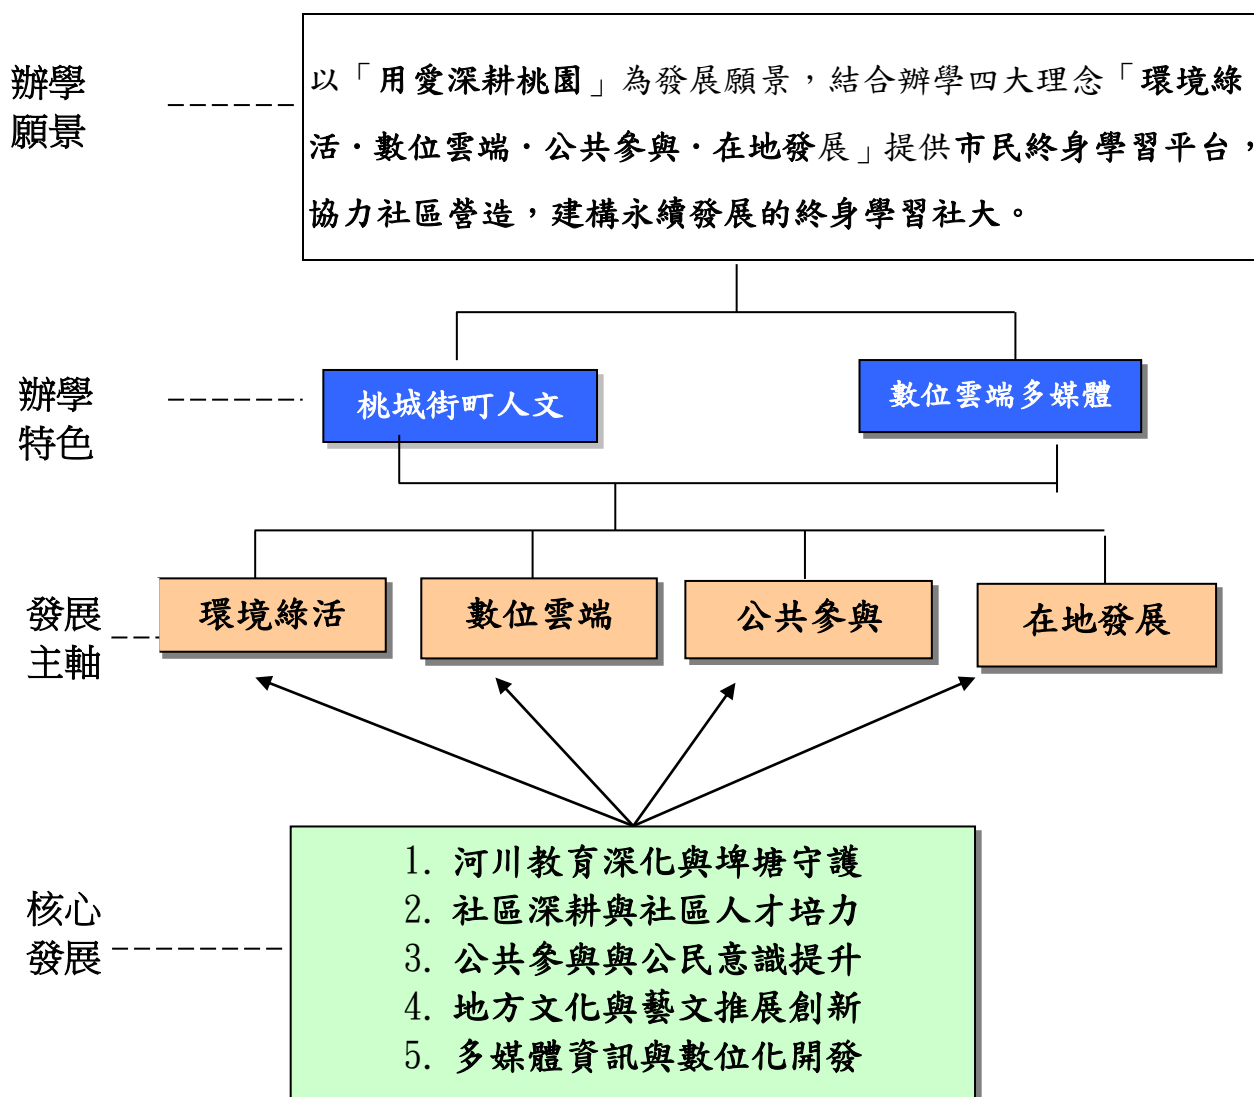 辦學
願景
以「用愛深耕桃園」為發展願景，結合辦學四大理念「環境綠
活．數位雲端．公共參與．在地發展」提供市民終身學習平台，
協力社區營造，建構永續發展的終身學習社大。
辦學
特色
桃城街町人文
數位雲端多媒體
發展
主軸
環境綠活
數位雲端
公共參與
在地發展
核心
發展
1. 河川教育深化與埤塘守護
2. 社區深耕與社區人才培力
3. 公共參與與公民意識提升
4. 地方文化與藝文推展創新
5. 多媒體資訊與數位化開發